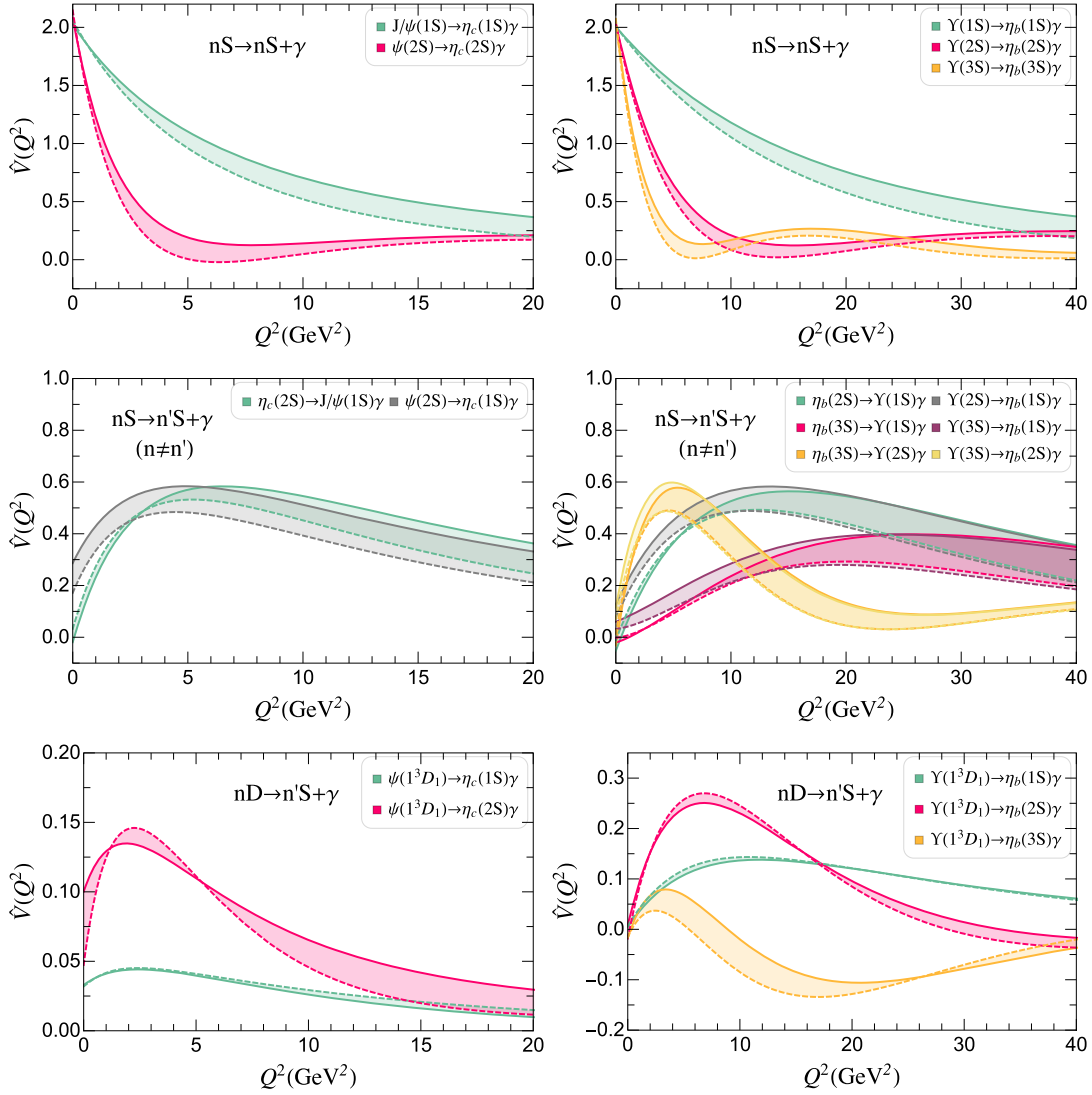 nS→nS+γ
J/ψ(1S)→η_c(1S)γ
ψ(2S)→η_c(2S)γ
2.0
1.5
1.0
0.5
0.0
V̂(Q²)
0 5 10 15 20
Q²(GeV²)
nS→nS+γ
Υ(1S)→η_b(1S)γ
Υ(2S)→η_b(2S)γ
Υ(3S)→η_b(3S)γ
2.0
1.5
1.0
0.5
0.0
V̂(Q²)
0 10 20 30 40
Q²(GeV²)
η_c(2S)→J/ψ(1S)γ ψ(2S)→η_c(1S)γ
nS→n'S+γ
(n≠n')
1.0
0.8
0.6
0.4
0.2
0.0
V̂(Q²)
0 5 10 15 20
Q²(GeV²)
nS→n'S+γ
(n≠n')
η_b(2S)→Υ(1S)γ Υ(2S)→η_b(1S)γ
η_b(3S)→Υ(1S)γ Υ(3S)→η_b(1S)γ
η_b(3S)→Υ(2S)γ Υ(3S)→η_b(2S)γ
1.0
0.8
0.6
0.4
0.2
0.0
V̂(Q²)
0 5 10 15 20 25 30 35 40
Q²(GeV²)
nD→n'S+γ
ψ(1³D₁)→η_c(1S)γ
ψ(1³D₁)→η_c(2S)γ
0.20
0.15
0.10
0.05
0.00
V̂(Q²)
0 5 10 15 20
Q²(GeV²)
nD→n'S+γ
Υ(1³D₁)→η_b(1S)γ
Υ(1³D₁)→η_b(2S)γ
Υ(1³D₁)→η_b(3S)γ
0.3
0.2
0.1
0.0
−0.1
−0.2
V̂(Q²)
0 10 20 30 40
Q²(GeV²)